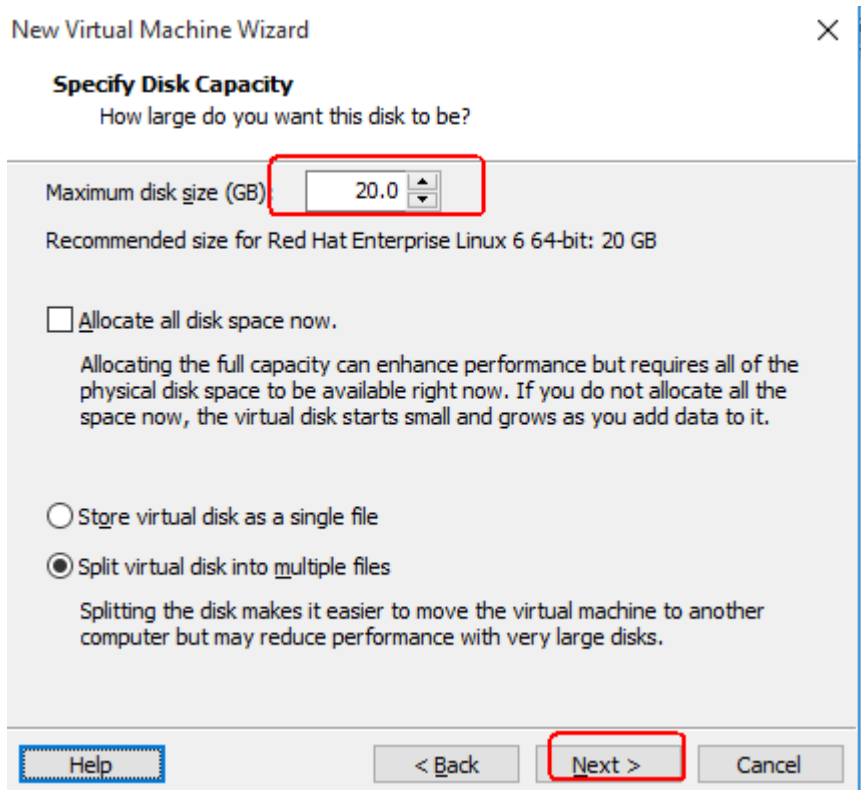 New Virtual Machine Wizard
Specify Disk Capacity
How large do you want this disk to be?
Maximum disk size (GB): 20.0
Recommended size for Red Hat Enterprise Linux 6 64-bit: 20 GB
Allocate all disk space now.
Allocating the full capacity can enhance performance but requires all of the
physical disk space to be available right now. If you do not allocate all the
space now, the virtual disk starts small and grows as you add data to it.
Store virtual disk as a single file
Split virtual disk into multiple files
Splitting the disk makes it easier to move the virtual machine to another
computer but may reduce performance with very large disks.
Help < Back Next > Cancel